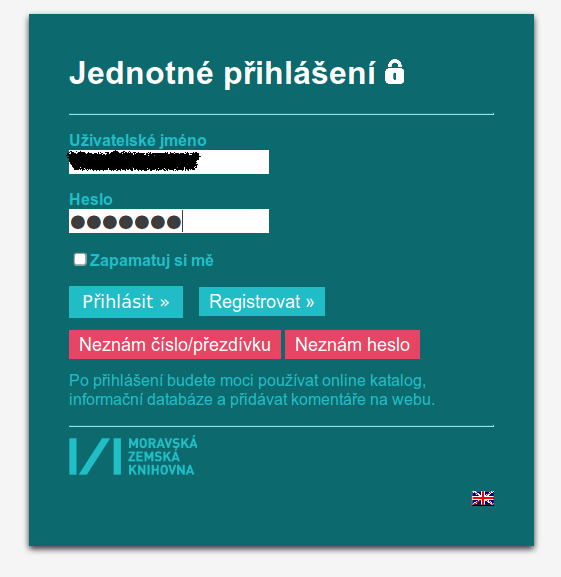 Jednotné přihlášení
Uživatelské jméno
Heslo
Zapamatuj si mě
Přihlásit »
Registrovat »
Neznám číslo/přezdívku
Neznám heslo
Po přihlášení budete moci používat online katalog,
informační databáze a přidávat komentáře na webu.
MORAVSKÁ
ZEMSKÁ
KNIHOVNA